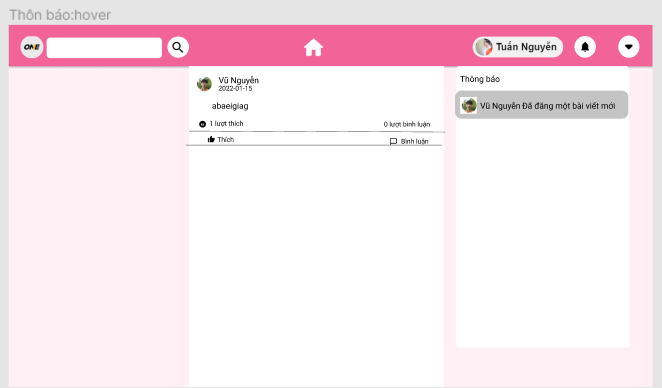 Thôn báo:hover
ONE
Tuấn Nguyễn
Vũ Nguyễn
2022-01-15
abaeigiag
1 lượt thích
0 lượt bình luận
Thích
Bình luận
Thông báo
Vũ Nguyễn Đã đăng một bài viết mới